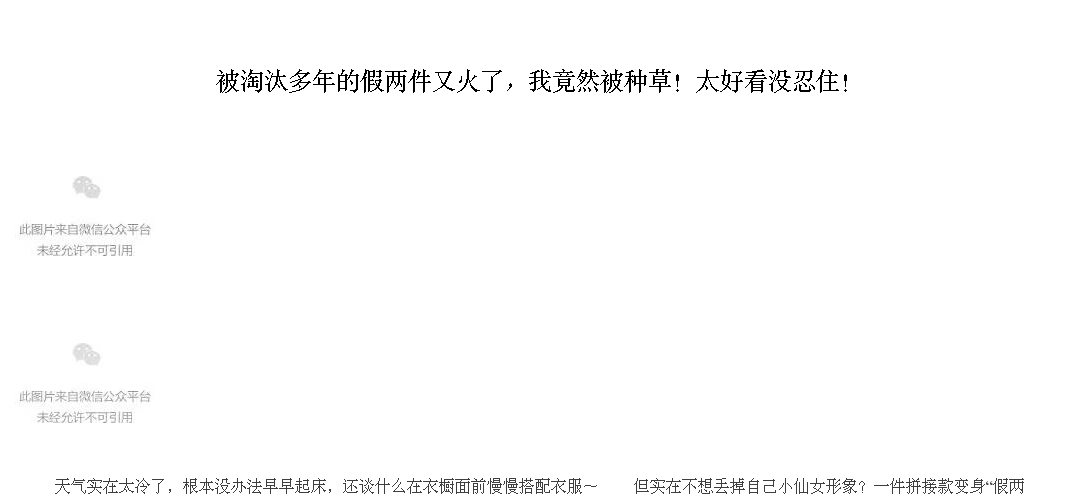 被淘汰多年的假两件又火了，我竟然被种草！太好看没忍住！
此图片来自微信公众平台
未经允许不可引用
此图片来自微信公众平台
未经允许不可引用
天气实在太冷了，根本没办法早早起床，还谈什么在衣橱面前慢慢搭配衣服～ 但实在不想丢掉自己小仙女形象？一件拼接款变身“假两